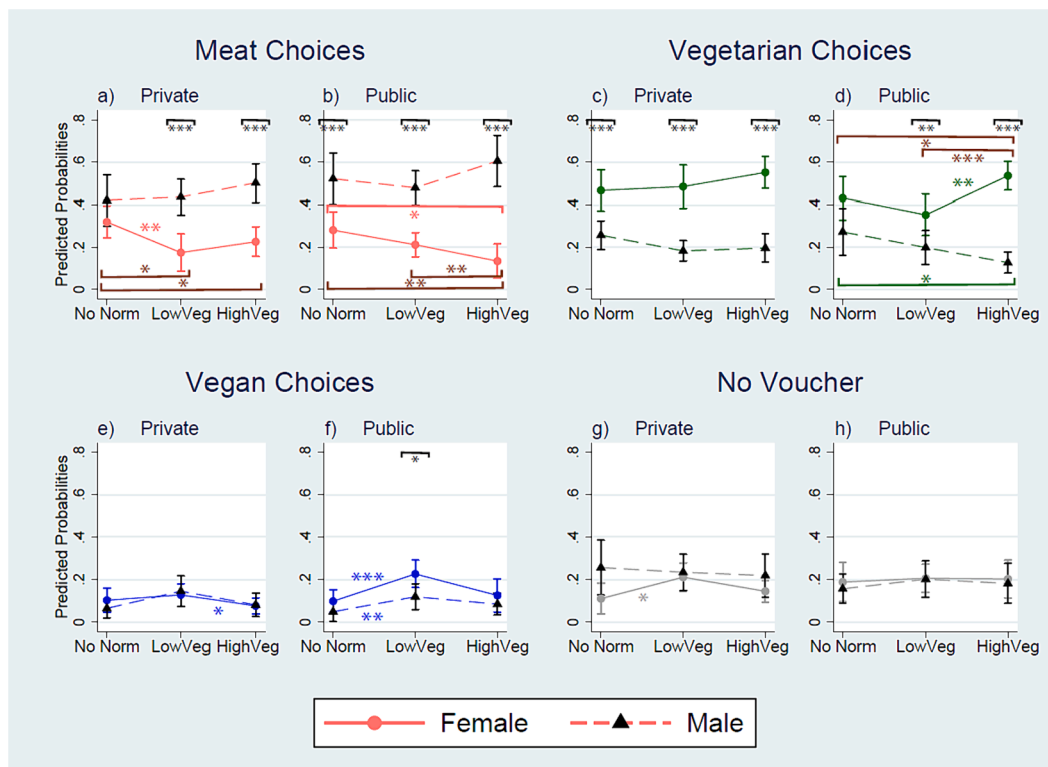 Meat Choices Vegetarian Choices
a) Private b) Public c) Private d) Public
Predicted Probabilities
.8
.6
.4
.2
0
*** *** *** *** *** *** *** *** ** ***
* *** **
** * * * ** ** *
No Norm LowVeg HighVeg No Norm LowVeg HighVeg No Norm LowVeg HighVeg No Norm LowVeg HighVeg
Vegan Choices No Voucher
e) Private f) Public g) Private h) Public
Predicted Probabilities
.8
.6
.4
.2
0
*
*** ** * *
No Norm LowVeg HighVeg No Norm LowVeg HighVeg No Norm LowVeg HighVeg No Norm LowVeg HighVeg
Female Male